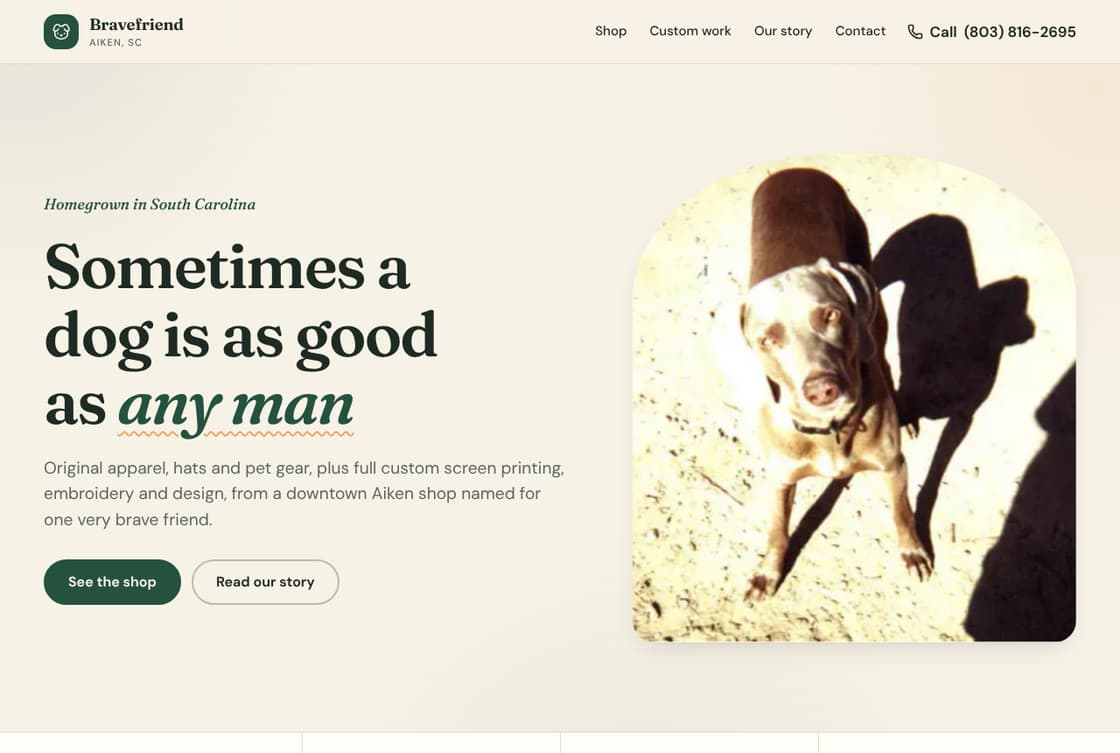 Bravefriend
AIKEN, SC
Shop
Custom work
Our story
Contact
Call (803) 816-2695
Homegrown in South Carolina
Sometimes a
dog is as good
as any man
Original apparel, hats and pet gear, plus full custom screen printing,
embroidery and design, from a downtown Aiken shop named for
one very brave friend.
See the shop
Read our story